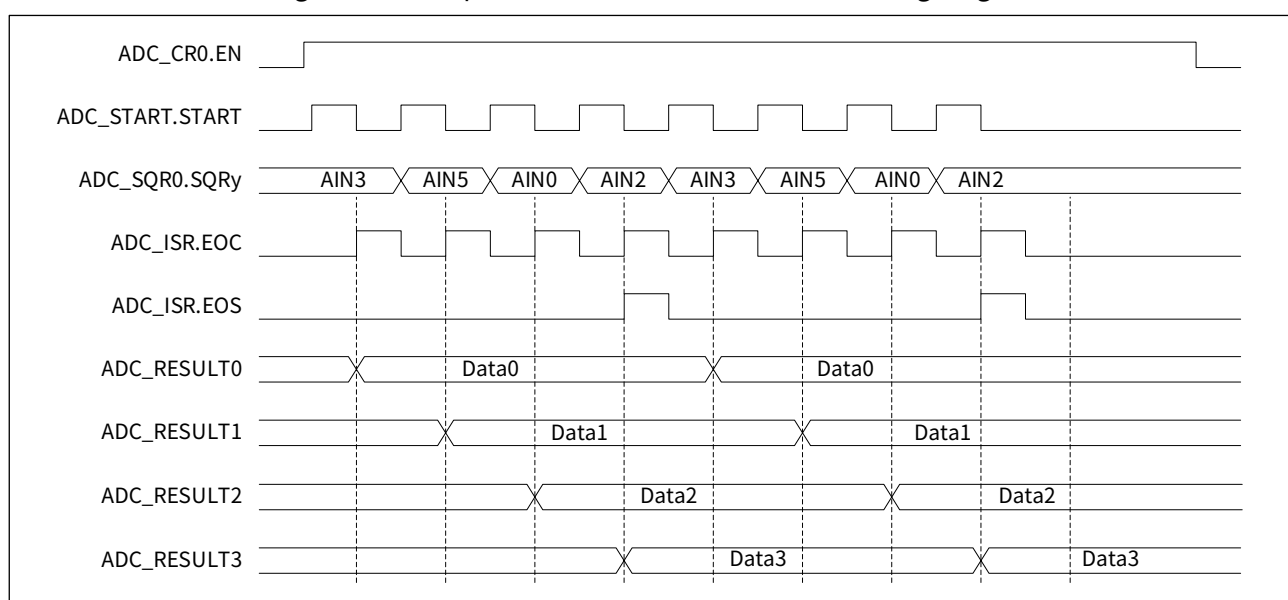 ADC_CR0.EN
ADC_START.START
ADC_SQR0.SQRy AIN3 AIN5 AIN0 AIN2 AIN3 AIN5 AIN0 AIN2
ADC_ISR.EOC
ADC_ISR.EOS
ADC_RESULT0 Data0 Data0
ADC_RESULT1 Data1 Data1
ADC_RESULT2 Data2 Data2
ADC_RESULT3 Data3 Data3